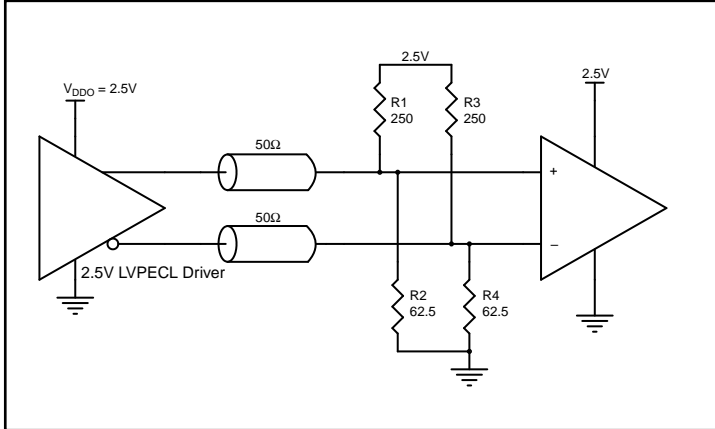 2.5V
V_DDO = 2.5V
2.5V
R1
250
R3
250
50Ω
+
50Ω
–
2.5V LVPECL Driver
R2
62.5
R4
62.5